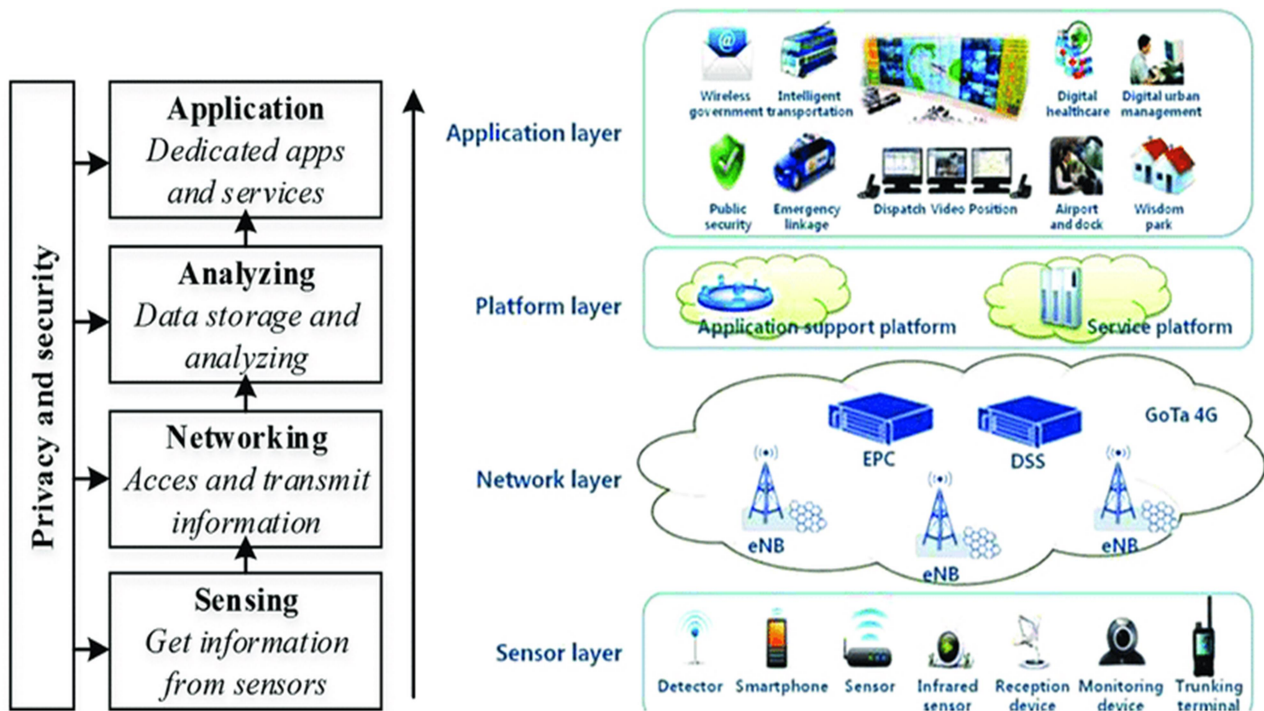 Privacy and security
Application
Dedicated apps
and services
Analyzing
Data storage and
analyzing
Networking
Acces and transmit
information
Sensing
Get information
from sensors
Application layer
Wireless
government
Intelligent
transportation
Digital
healthcare
Digital urban
management
Public
security
Emergency
linkage
Dispatch Video Position
Airport
and dock
Wisdom
park
Platform layer
Application support platform
Service platform
Network layer
GoTa 4G
EPC
DSS
eNB
eNB
eNB
Sensor layer
Detector
Smartphone
Sensor
Infrared
sensor
Reception
device
Monitoring
device
Trunking
terminal